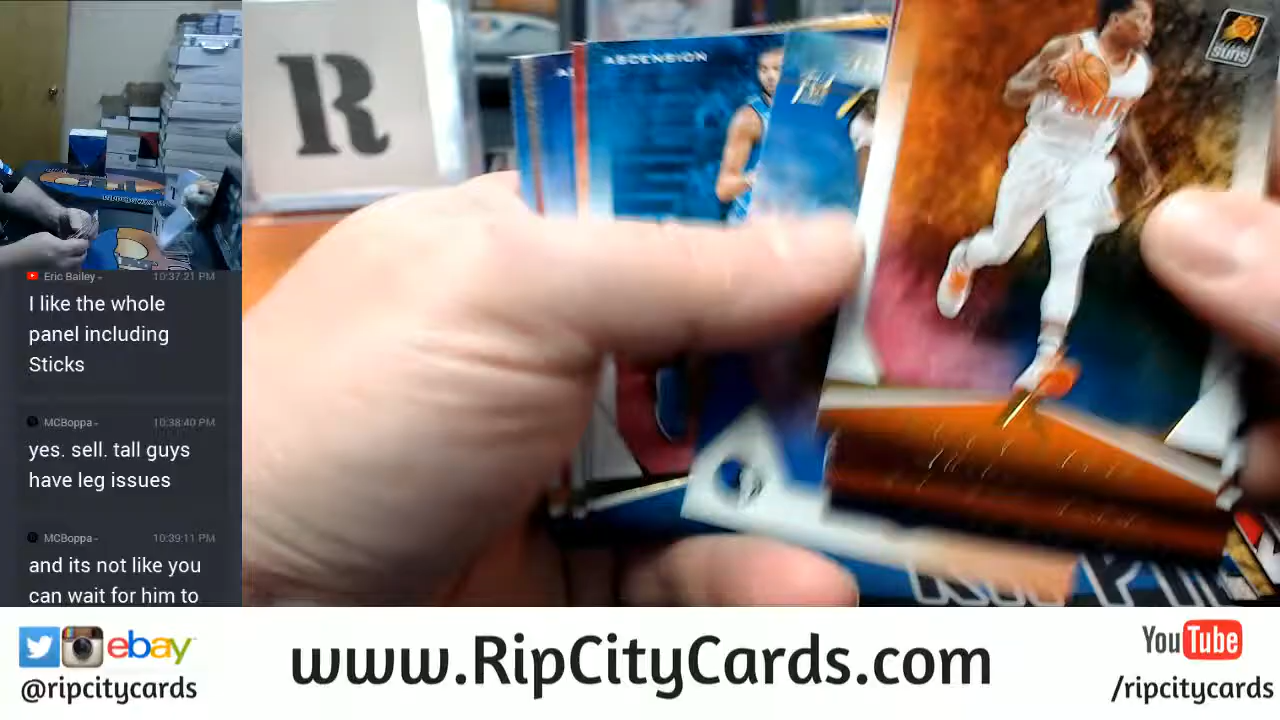 R
ASCENSION
SUNS
Eric Bailey - 10:37:21 PM
I like the whole
panel including
Sticks
MCBoppa - 10:38:40 PM
yes. sell. tall guys
have leg issues
MCBoppa - 10:39:11 PM
and its not like you
can wait for him to
ebay
@ripcitycards
www.RipCityCards.com
YouTube
/ripcitycards